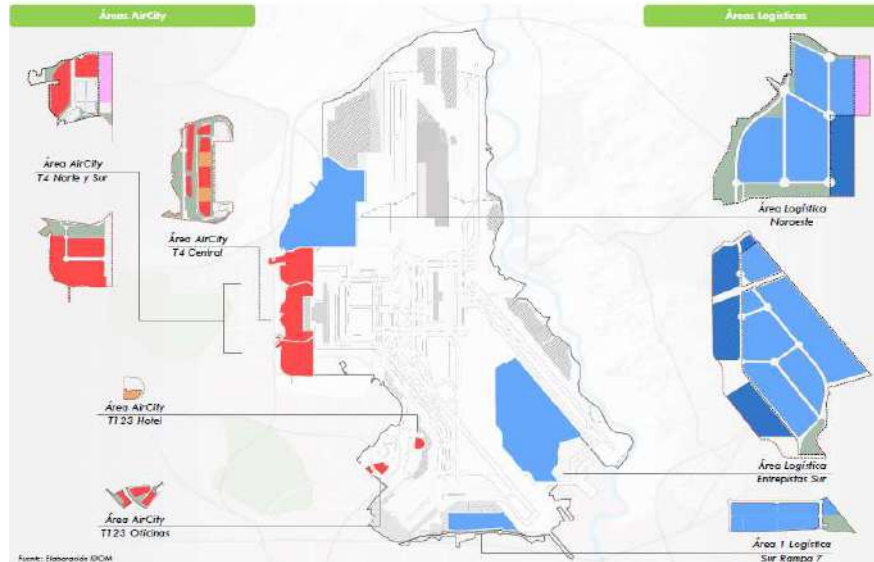 Áreas AirCity
Áreas Logísticas
Área AirCity
T4 Norte y Sur
Área AirCity
T4 Central
Área AirCity
T123 Hotel
Área AirCity
T123 Oficinas
Área Logística
Noroeste
Área Logística
Entrepistas Sur
Área 1 Logística
Sur Rampa 7
Fuente: Elaboración IDOM